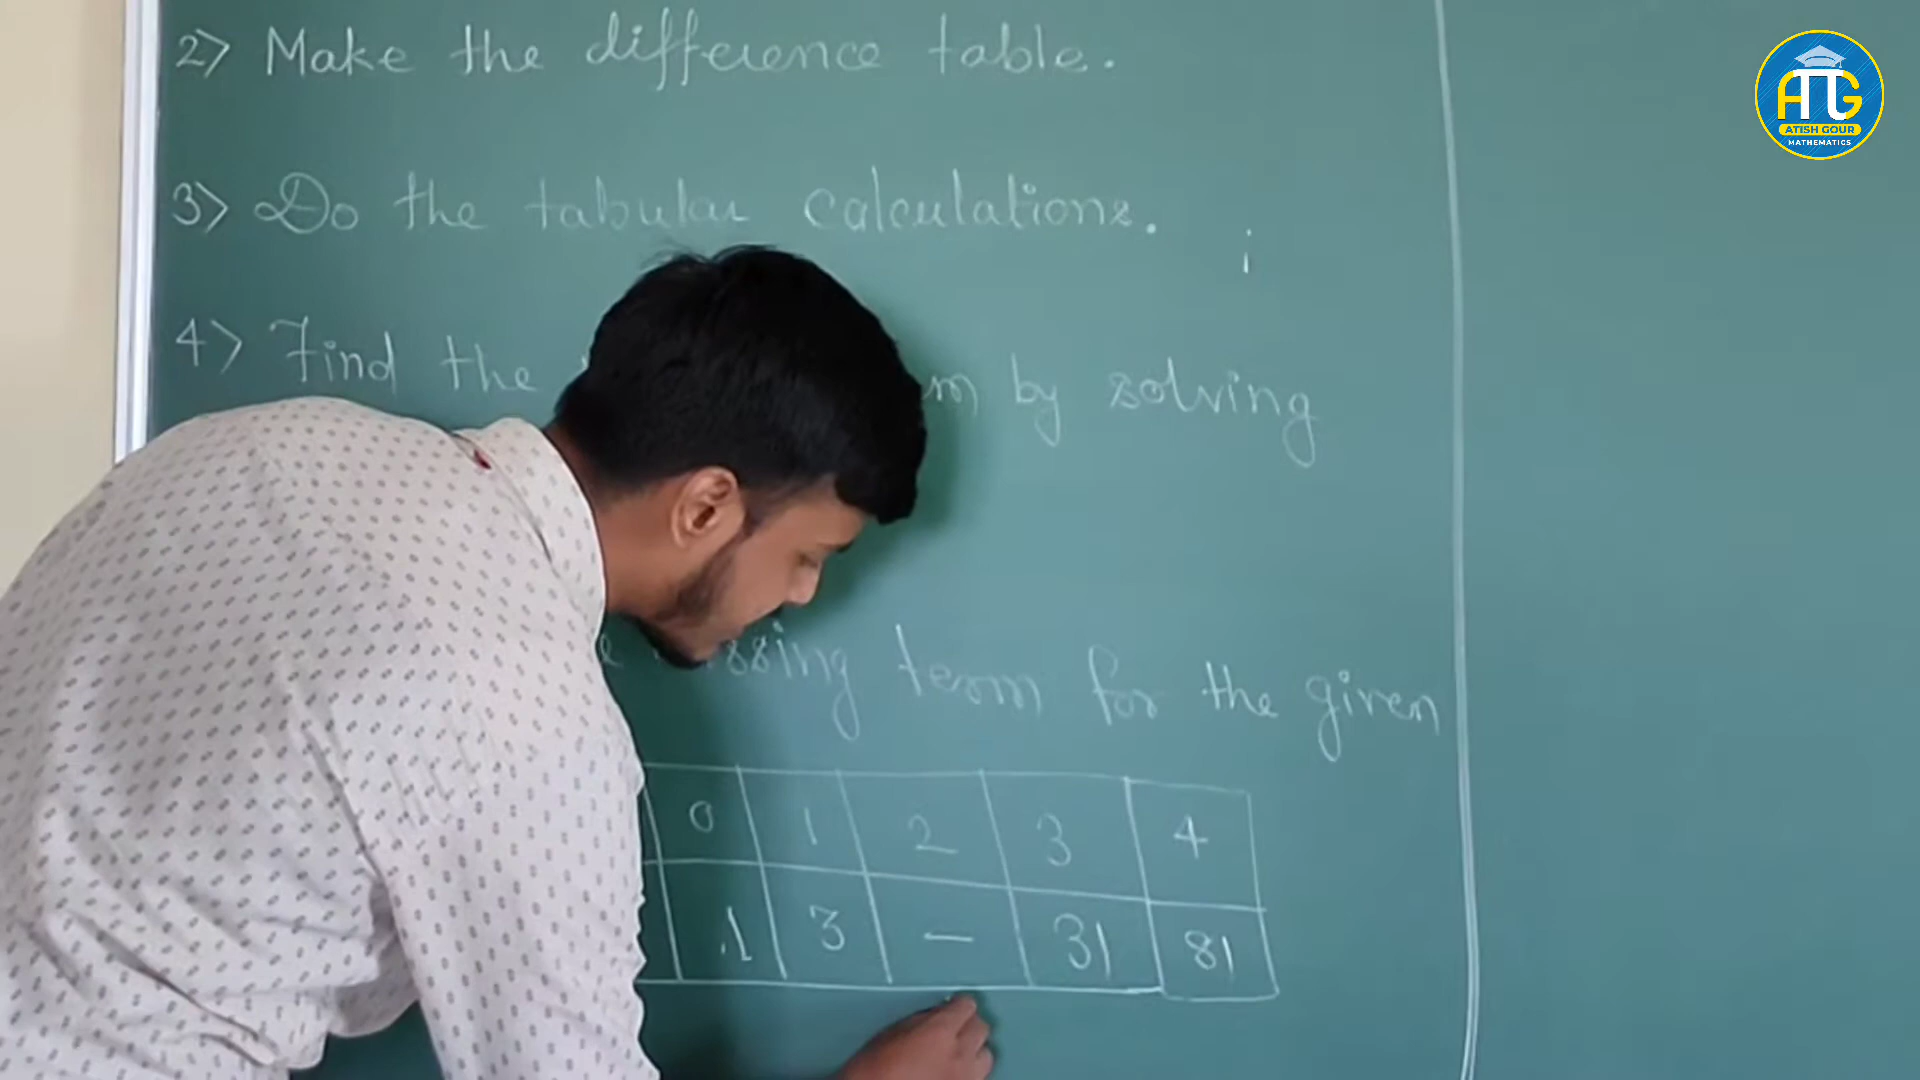 2) Make the difference table.
3) Do the tabular calculations.
i
4) Find the by solving
term for the given
0 1 2 3 4
1 3 - 31 81
ATG
ATISH GOUR
MATHEMATICS